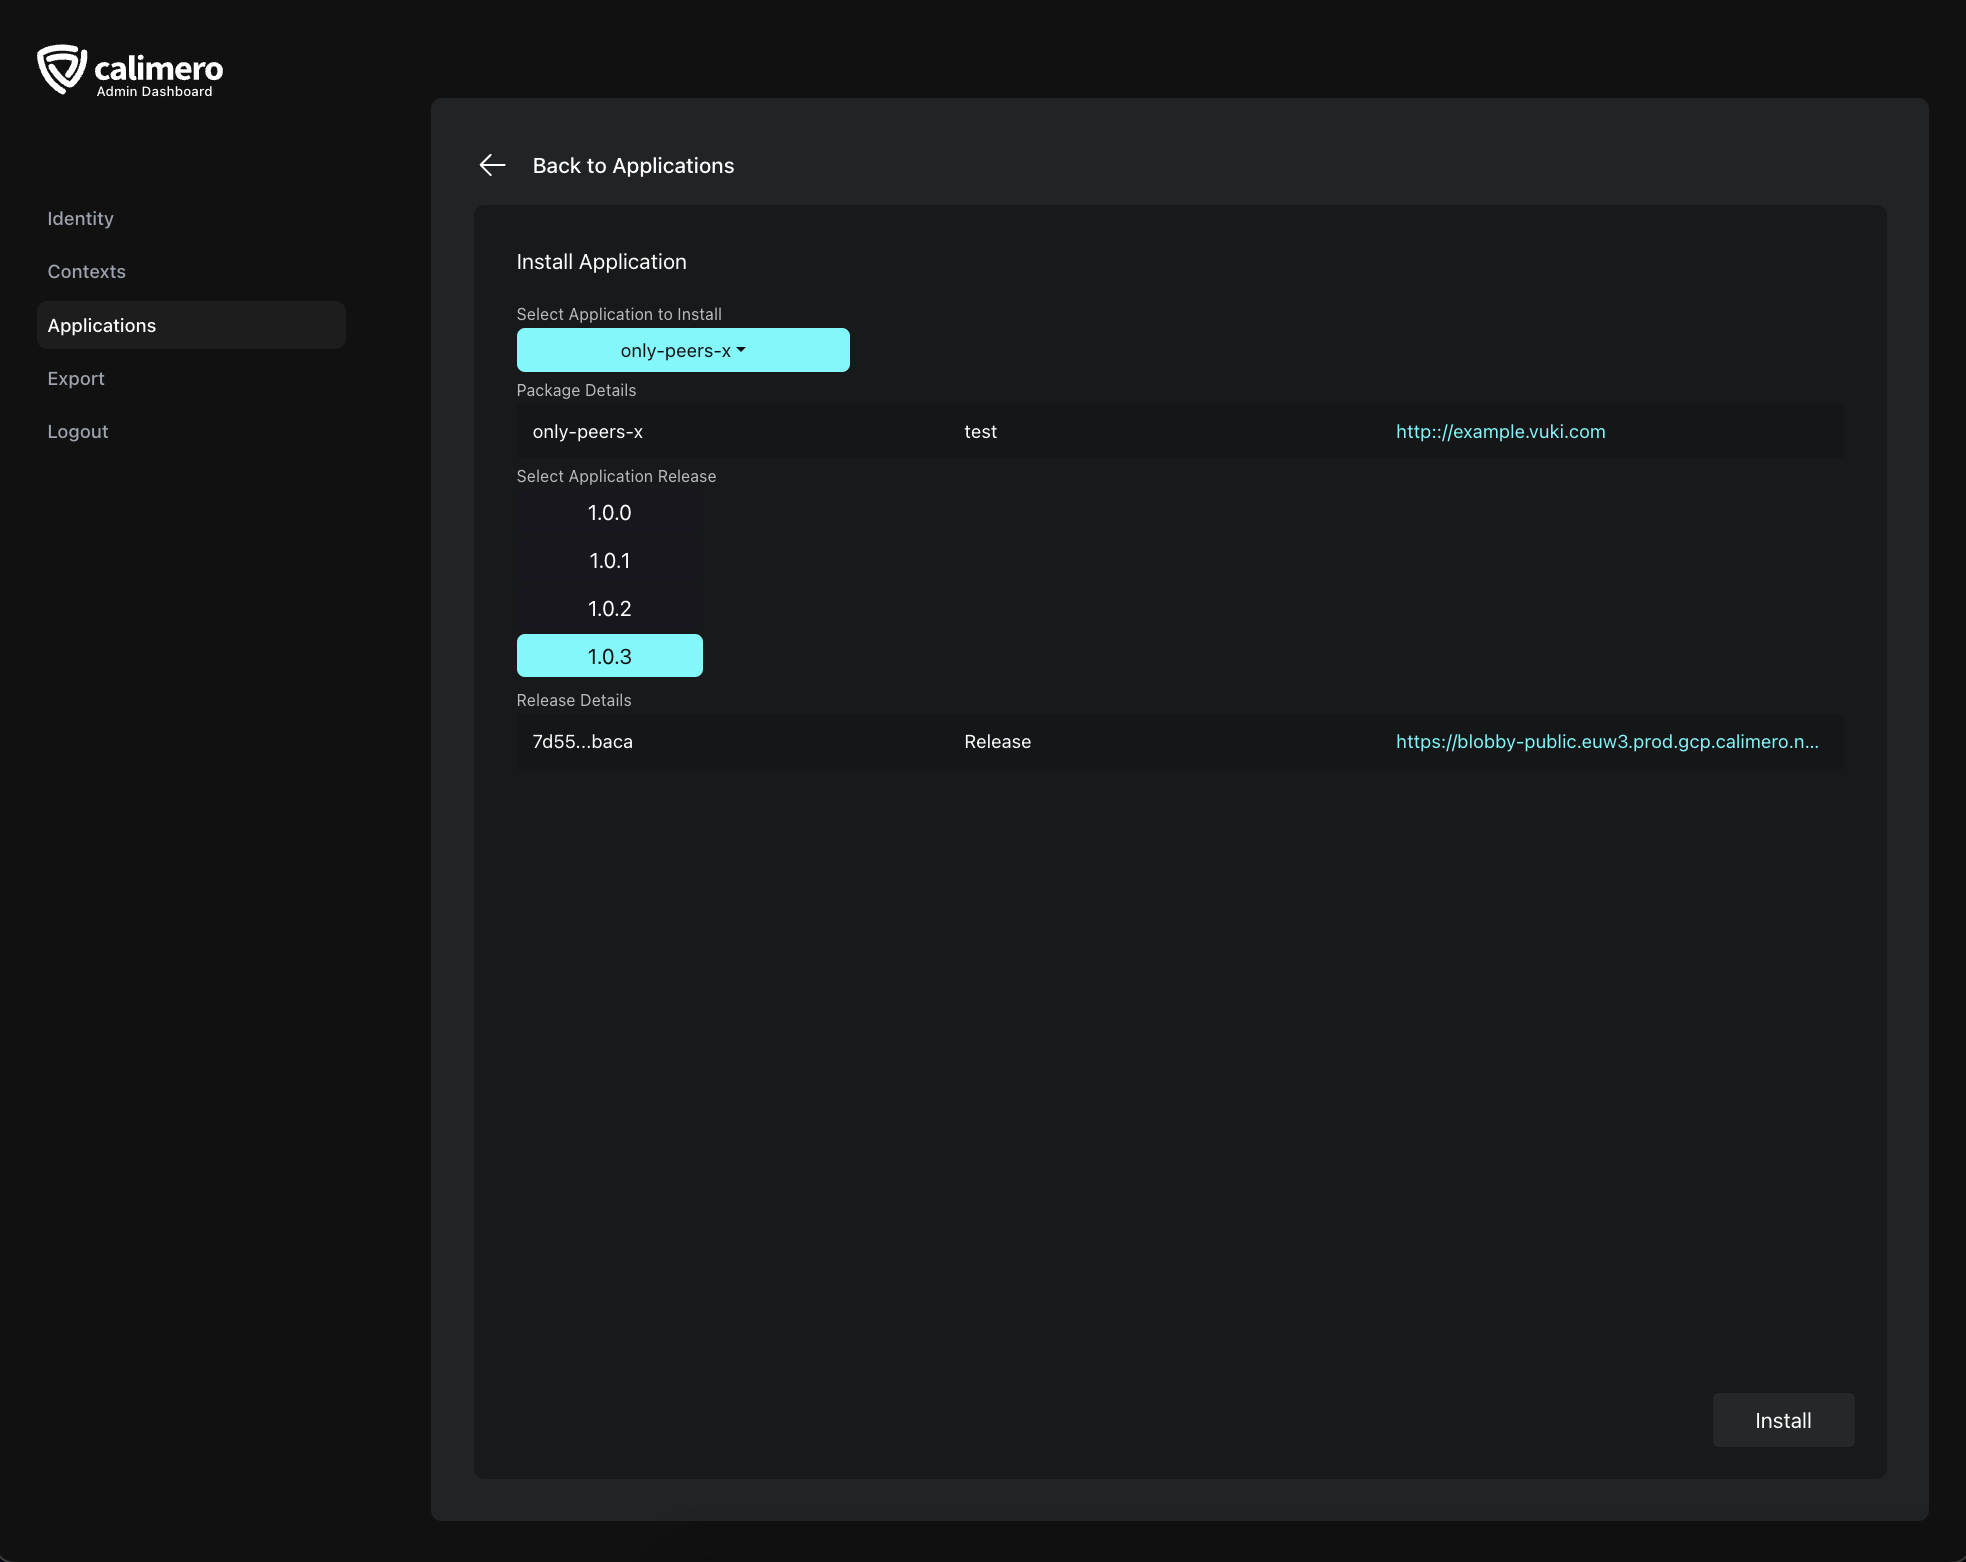 calimero
Admin Dashboard
Identity
Contexts
Applications
Export
Logout
Back to Applications
Install Application
Select Application to Install
only-peers-x
Package Details
only-peers-x test http:://example.vuki.com
Select Application Release
1.0.0
1.0.1
1.0.2
1.0.3
Release Details
7d55...baca Release https://blobby-public.euw3.prod.gcp.calimero.n...
Install